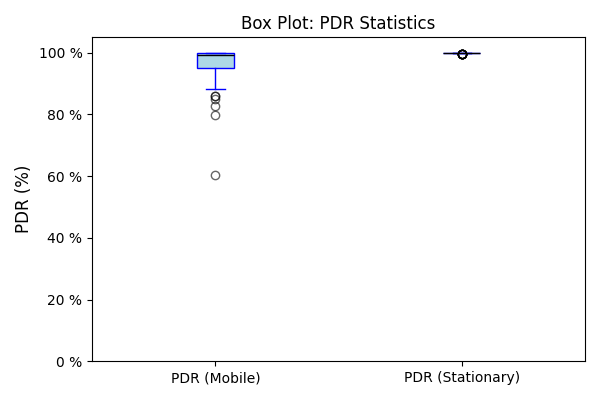 Box Plot: PDR Statistics
PDR (%)
100 %
80 %
60 %
40 %
20 %
0 %
PDR (Mobile)
PDR (Stationary)